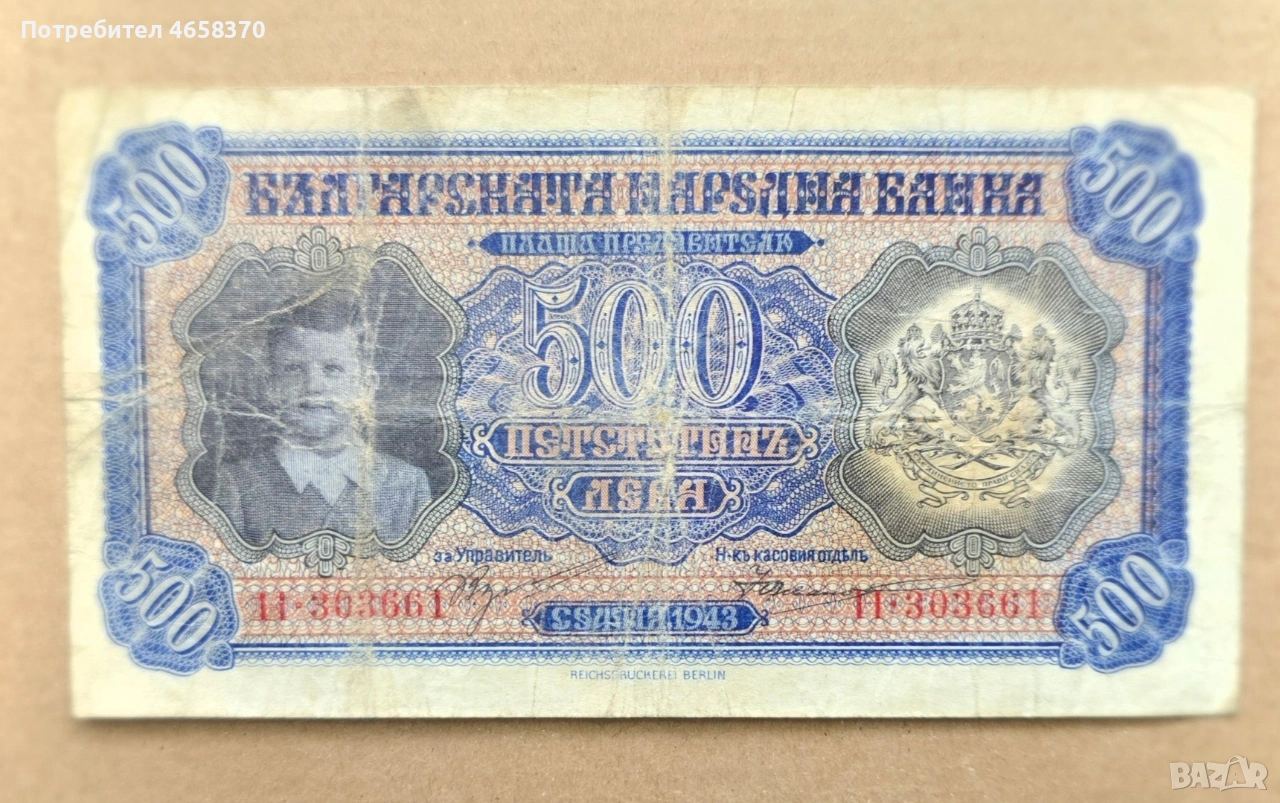 Потребител 4658370
500
500
БЪЛГАРСКАТА НАРОДНА БАНКА
ПЛАЩА ПРЕДЯВИТЕЛЮ
500
ПЕТСТОТИНЪ
ЛЕВА
за Управитель
Н-къ касовия отдѣлъ
303661
СОФИЯ 1943
303661
500
500
REICHSDRUCKEREI BERLIN
BAZAR